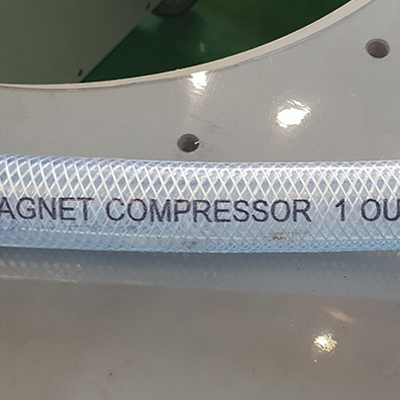 AGNET COMPRESSOR 1 OU